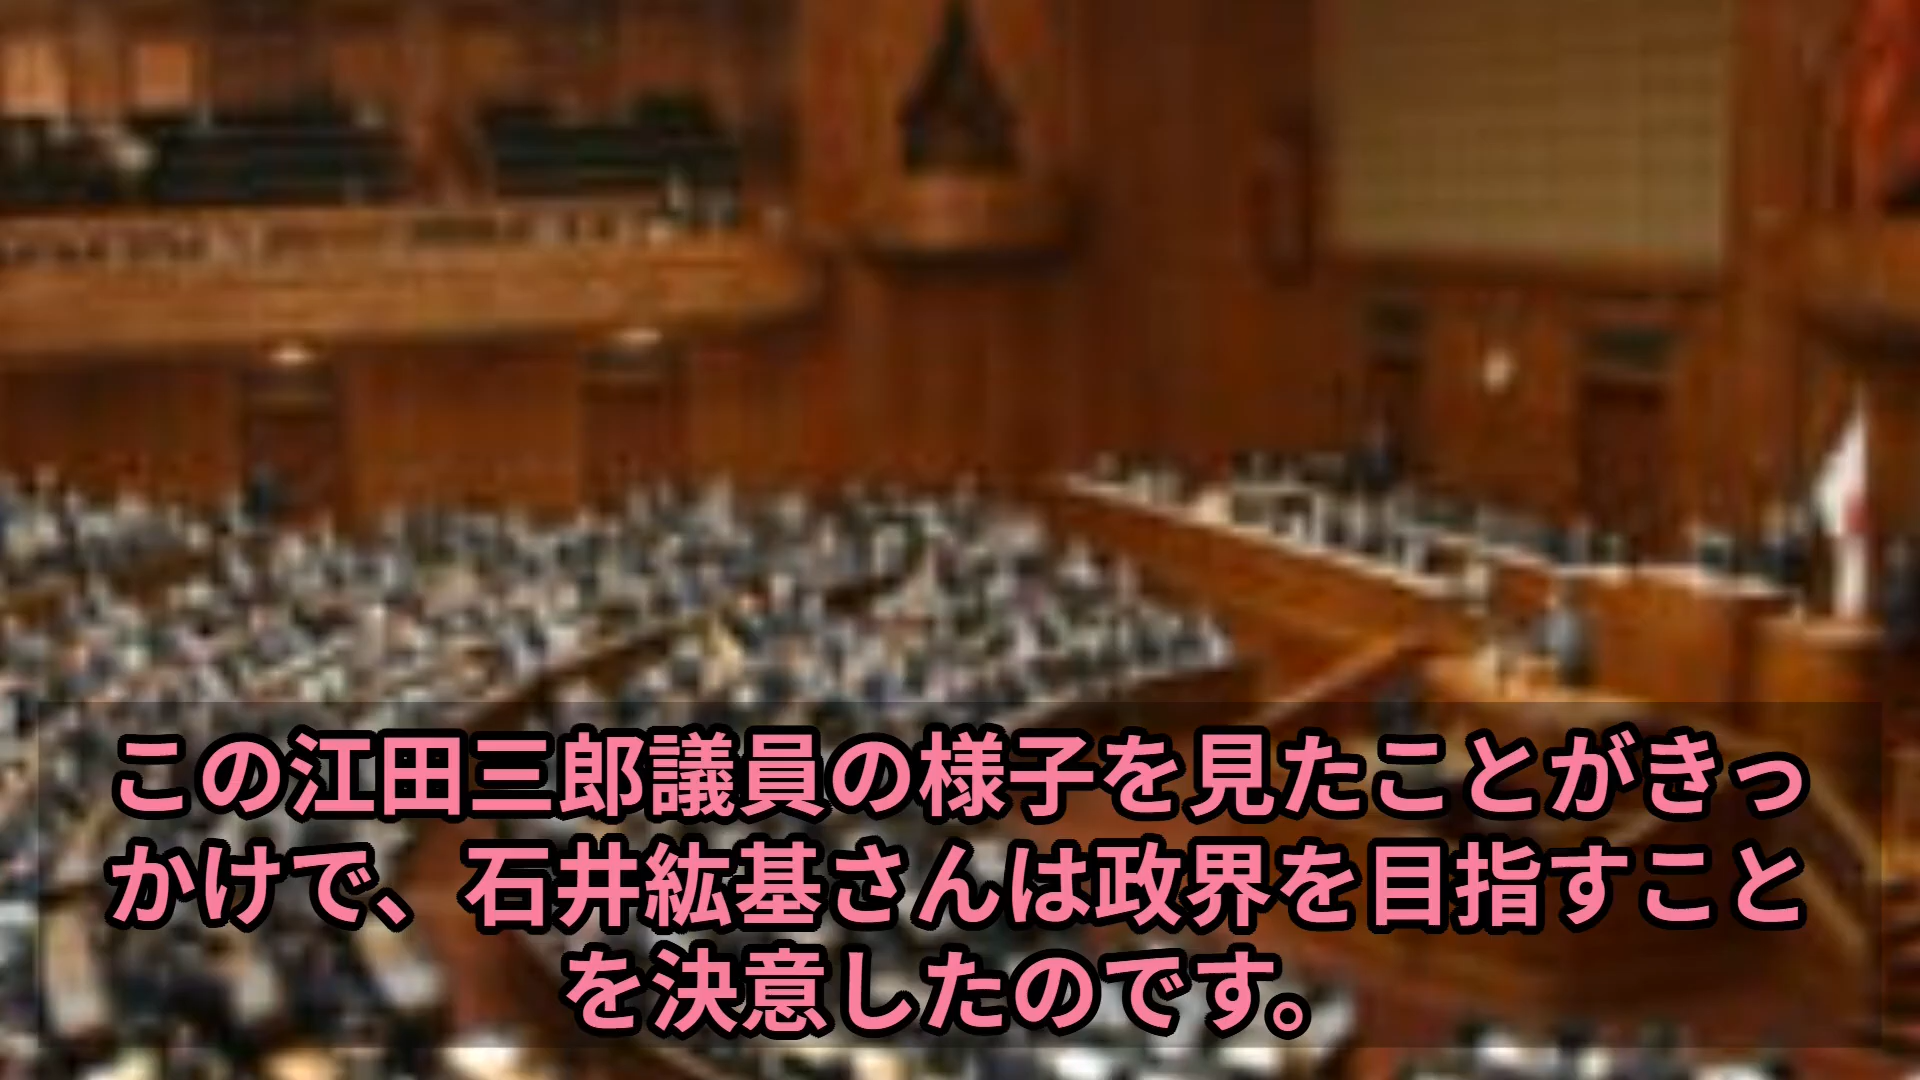 この江田三郎議員の様子を見たことがきっ
かけで、石井紘基さんは政界を目指すこと
を決意したのです。